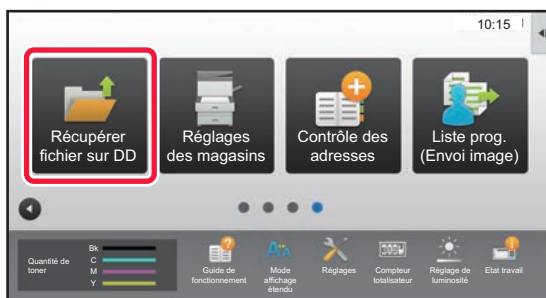 10:15
Récupérer
fichier sur DD
Réglages
des magasins
Contrôle des
adresses
Liste prog.
(Envoi image)
Quantité de
toner
Bk
C
M
Y
Guide de
fonctionnement
Mode
affichage
étendu
Réglages
Compteur
totalisateur
Réglage de
luminosité
Etat travail